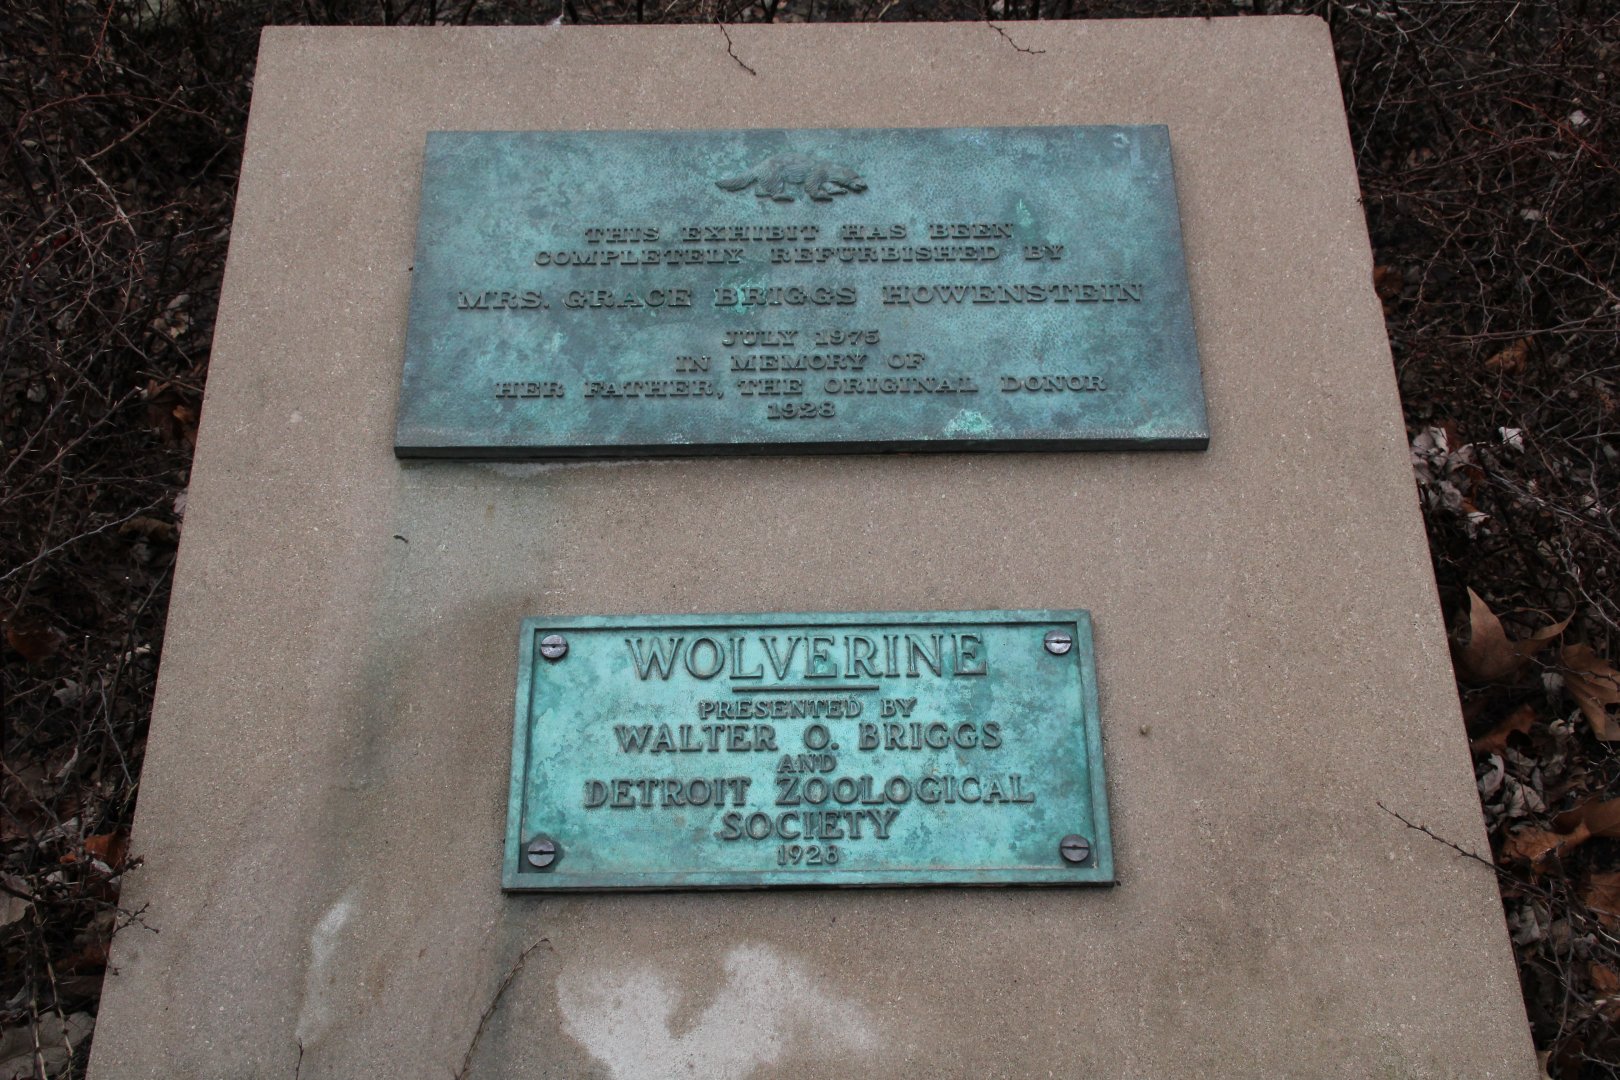 THIS EXHIBIT HAS BEEN
COMPLETELY REFURBISHED BY
MRS. GRACE BRIGGS HOWENSTEIN
JULY 1975
IN MEMORY OF
HER FATHER, THE ORIGINAL DONOR
1928
WOLVERINE
PRESENTED BY
WALTER O. BRIGGS
AND
DETROIT ZOOLOGICAL
SOCIETY
1928